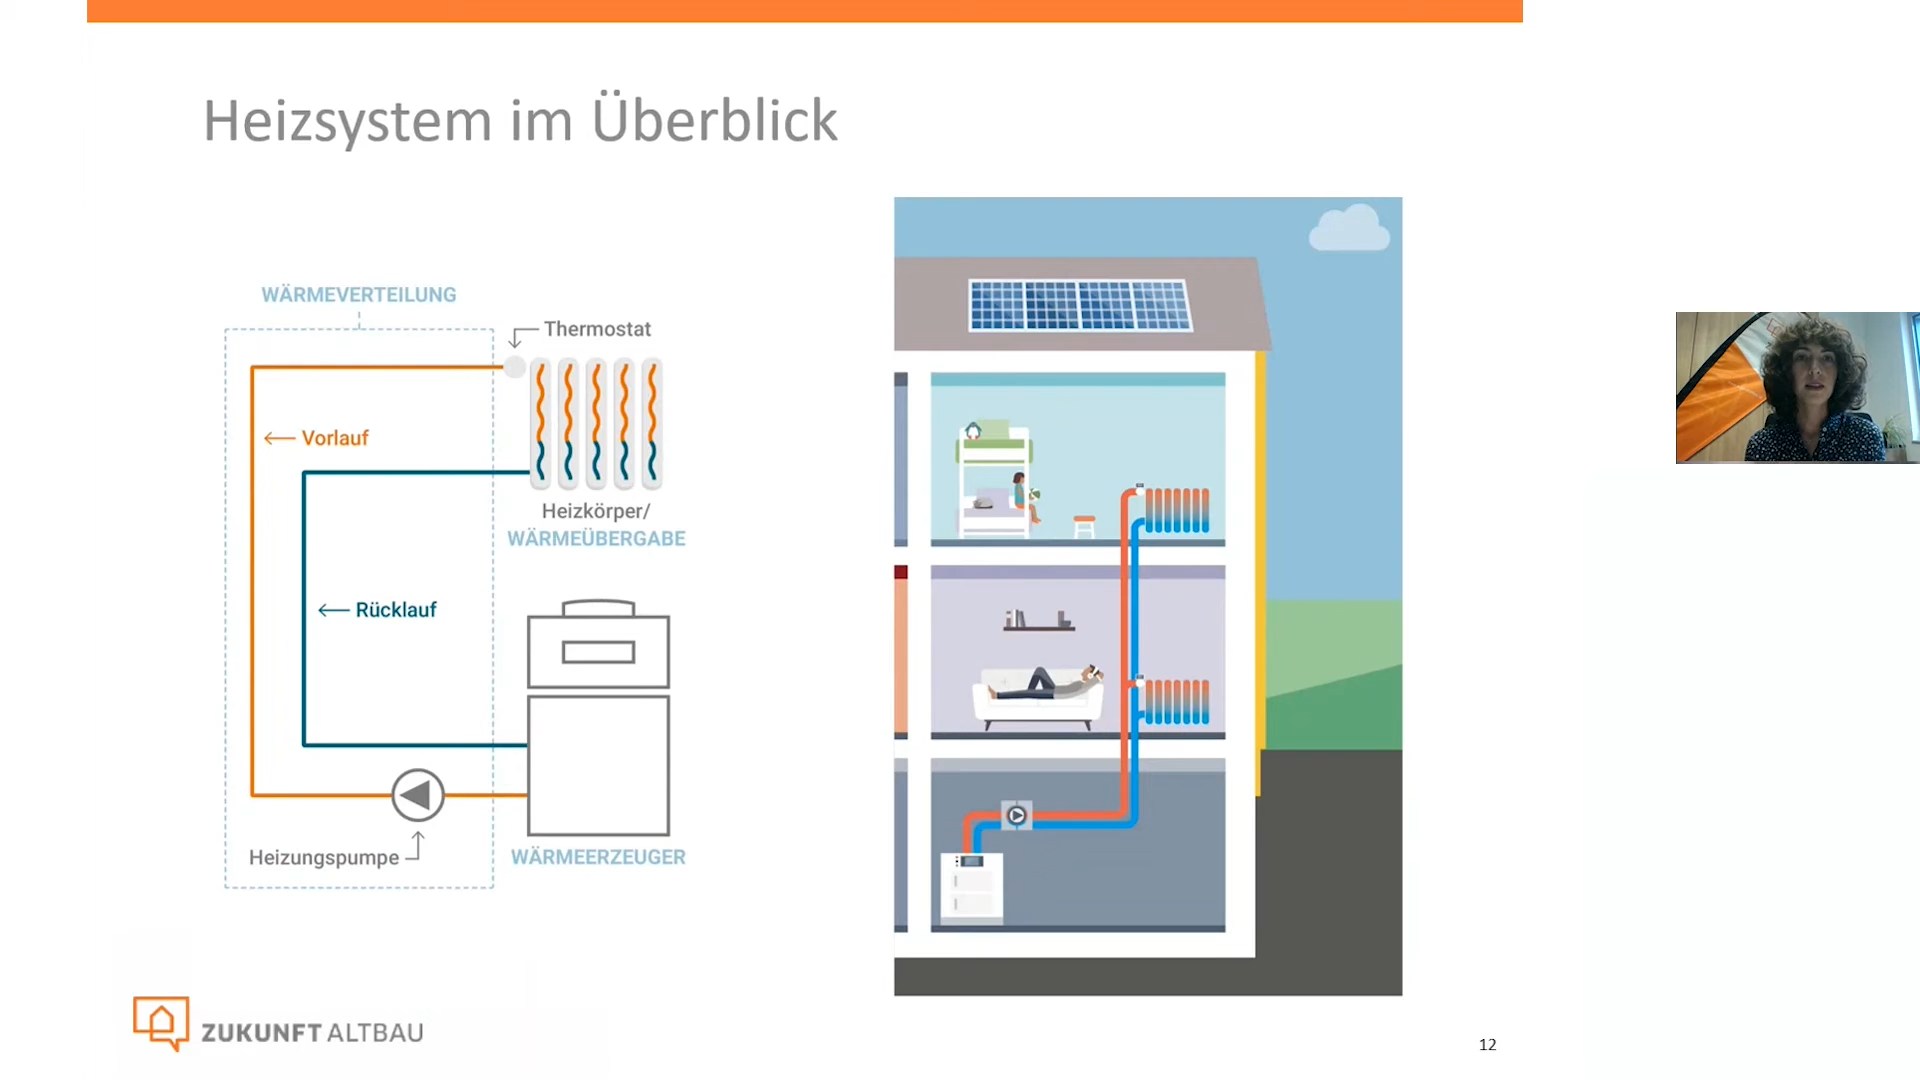 Heizsystem im Überblick
WÄRMEVERTEILUNG
Thermostat
Vorlauf
Heizkörper/
WÄRMEÜBERGABE
Rücklauf
Heizungspumpe
WÄRMEERZEUGER
ZUKUNFT ALTBAU
12